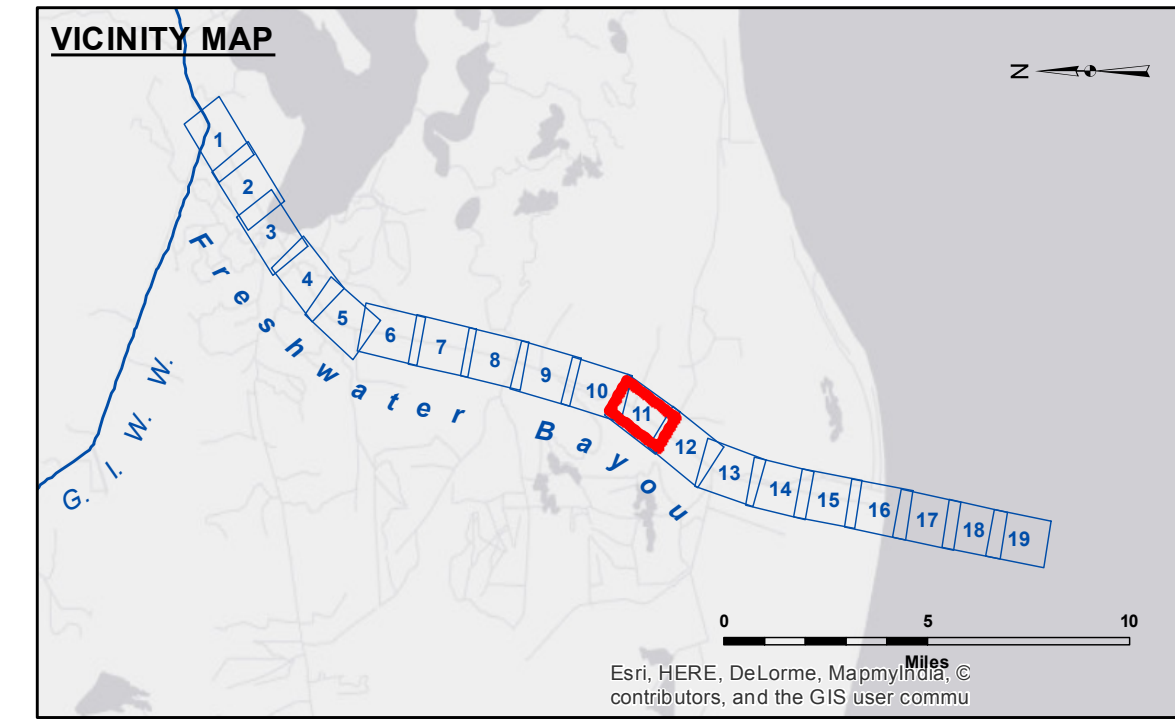 VICINITY MAP
N
1
2
3
4
5
6
7
8
9
10
11
12
13
14
15
16
17
18
19
Freshwater Bayou
G. I. W. W.
0 5 10
Miles
Esri, HERE, DeLorme, MapmyIndia, ©
contributors, and the GIS user commu